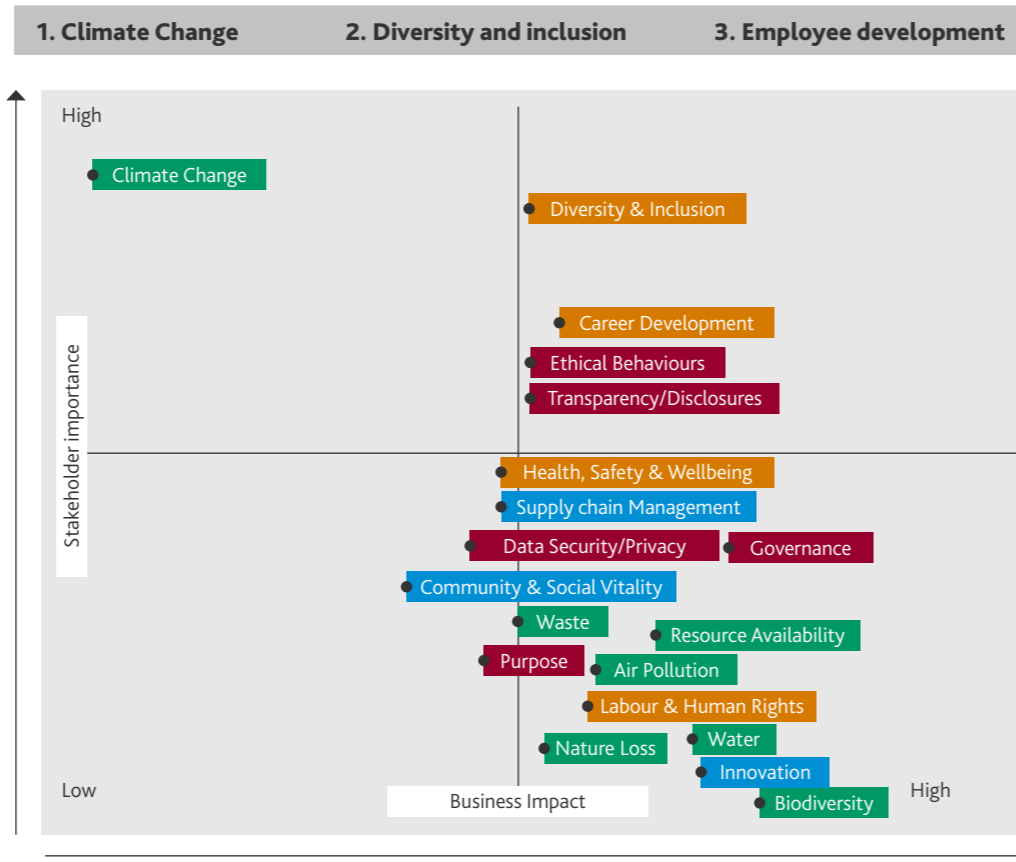 1. Climate Change 2. Diversity and inclusion 3. Employee development
High
Climate Change
Diversity & Inclusion
Career Development
Ethical Behaviours
Transparency/Disclosures
Stakeholder importance
Health, Safety & Wellbeing
Supply chain Management
Data Security/Privacy
Governance
Community & Social Vitality
Waste
Resource Availability
Purpose
Air Pollution
Labour & Human Rights
Water
Nature Loss
Innovation
Low
Business Impact
Biodiversity
High